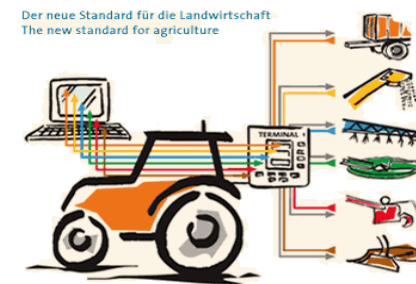 Der neue Standard für die Landwirtschaft
The new standard for agriculture
TERMINAL